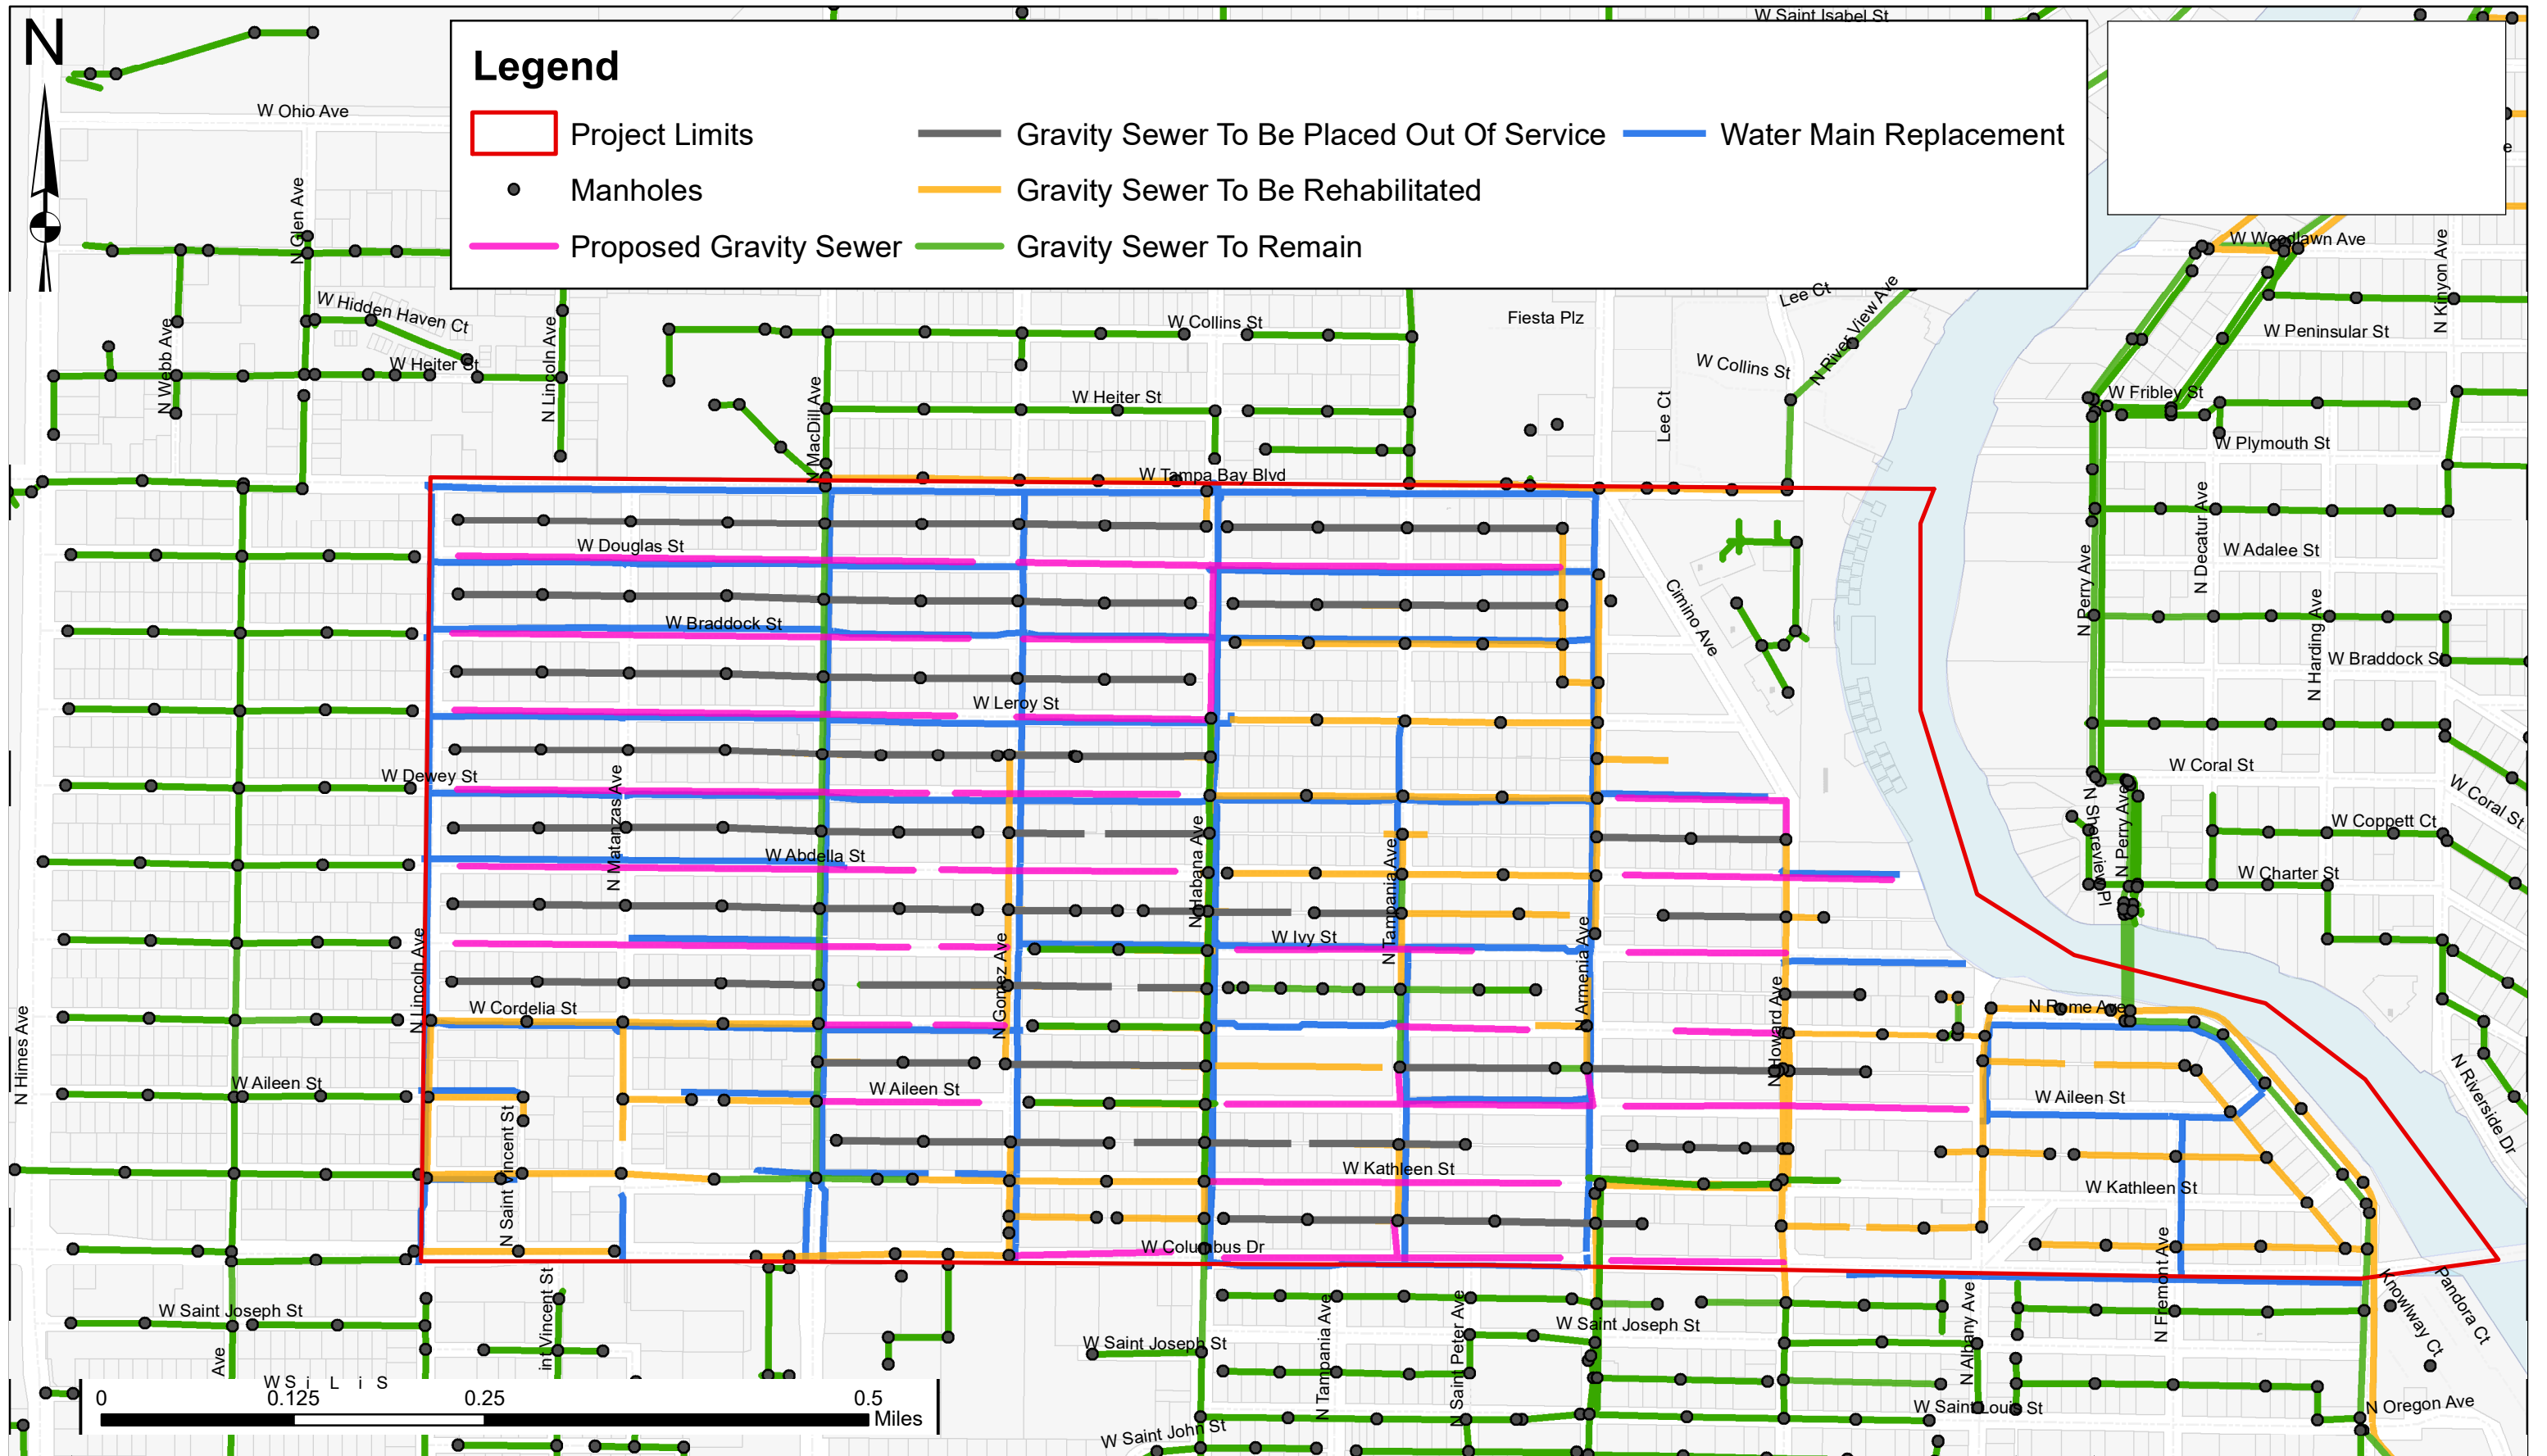 W Saint Isabel St
N
Legend
Project Limits
Gravity Sewer To Be Placed Out Of Service
Water Main Replacement
Manholes
Gravity Sewer To Be Rehabilitated
Proposed Gravity Sewer
Gravity Sewer To Remain
W Ohio Ave
e
N Glen Ave
W Woodlawn Ave
N Kinyon Ave
W Hidden Haven Ct
Lee Ct
N River View Ave
W Collins St
Fiesta Plz
W Peninsular St
N Webb Ave
W Heiter St
N Lincoln Ave
W Collins St
W Heiter St
W Fribley St
N MacDill Ave
Lee Ct
W Plymouth St
W Tampa Bay Blvd
N Decatur Ave
W Douglas St
W Adalee St
N Perry Ave
Cimino Ave
N Harding Ave
W Braddock St
W Braddock St
W Leroy St
W Dewey St
N Matanzas Ave
W Coral St
W Coral St
N Shoreview Pl
N Perry Ave
W Coppett Ct
W Abdella St
N Habana Ave
N Tampania Ave
W Charter St
N Lincoln Ave
N Gomez Ave
W Ivy St
N Armenia Ave
W Cordelia St
N Howard Ave
N Rome Ave
N Himes Ave
W Aileen St
W Aileen St
W Aileen St
N Riverside Dr
N Saint Vincent St
W Kathleen St
W Kathleen St
W Columbus Dr
N Fremont Ave
int Vincent St
W Saint Joseph St
W Saint Joseph St
N Tampania Ave
N Saint Peter Ave
W Saint Joseph St
N Albany Ave
Knowlway Ct
Pandora Ct
Ave
W S i L i S
0 0.125 0.25 0.5
Miles
W Saint Louis St
N Oregon Ave
W Saint John St